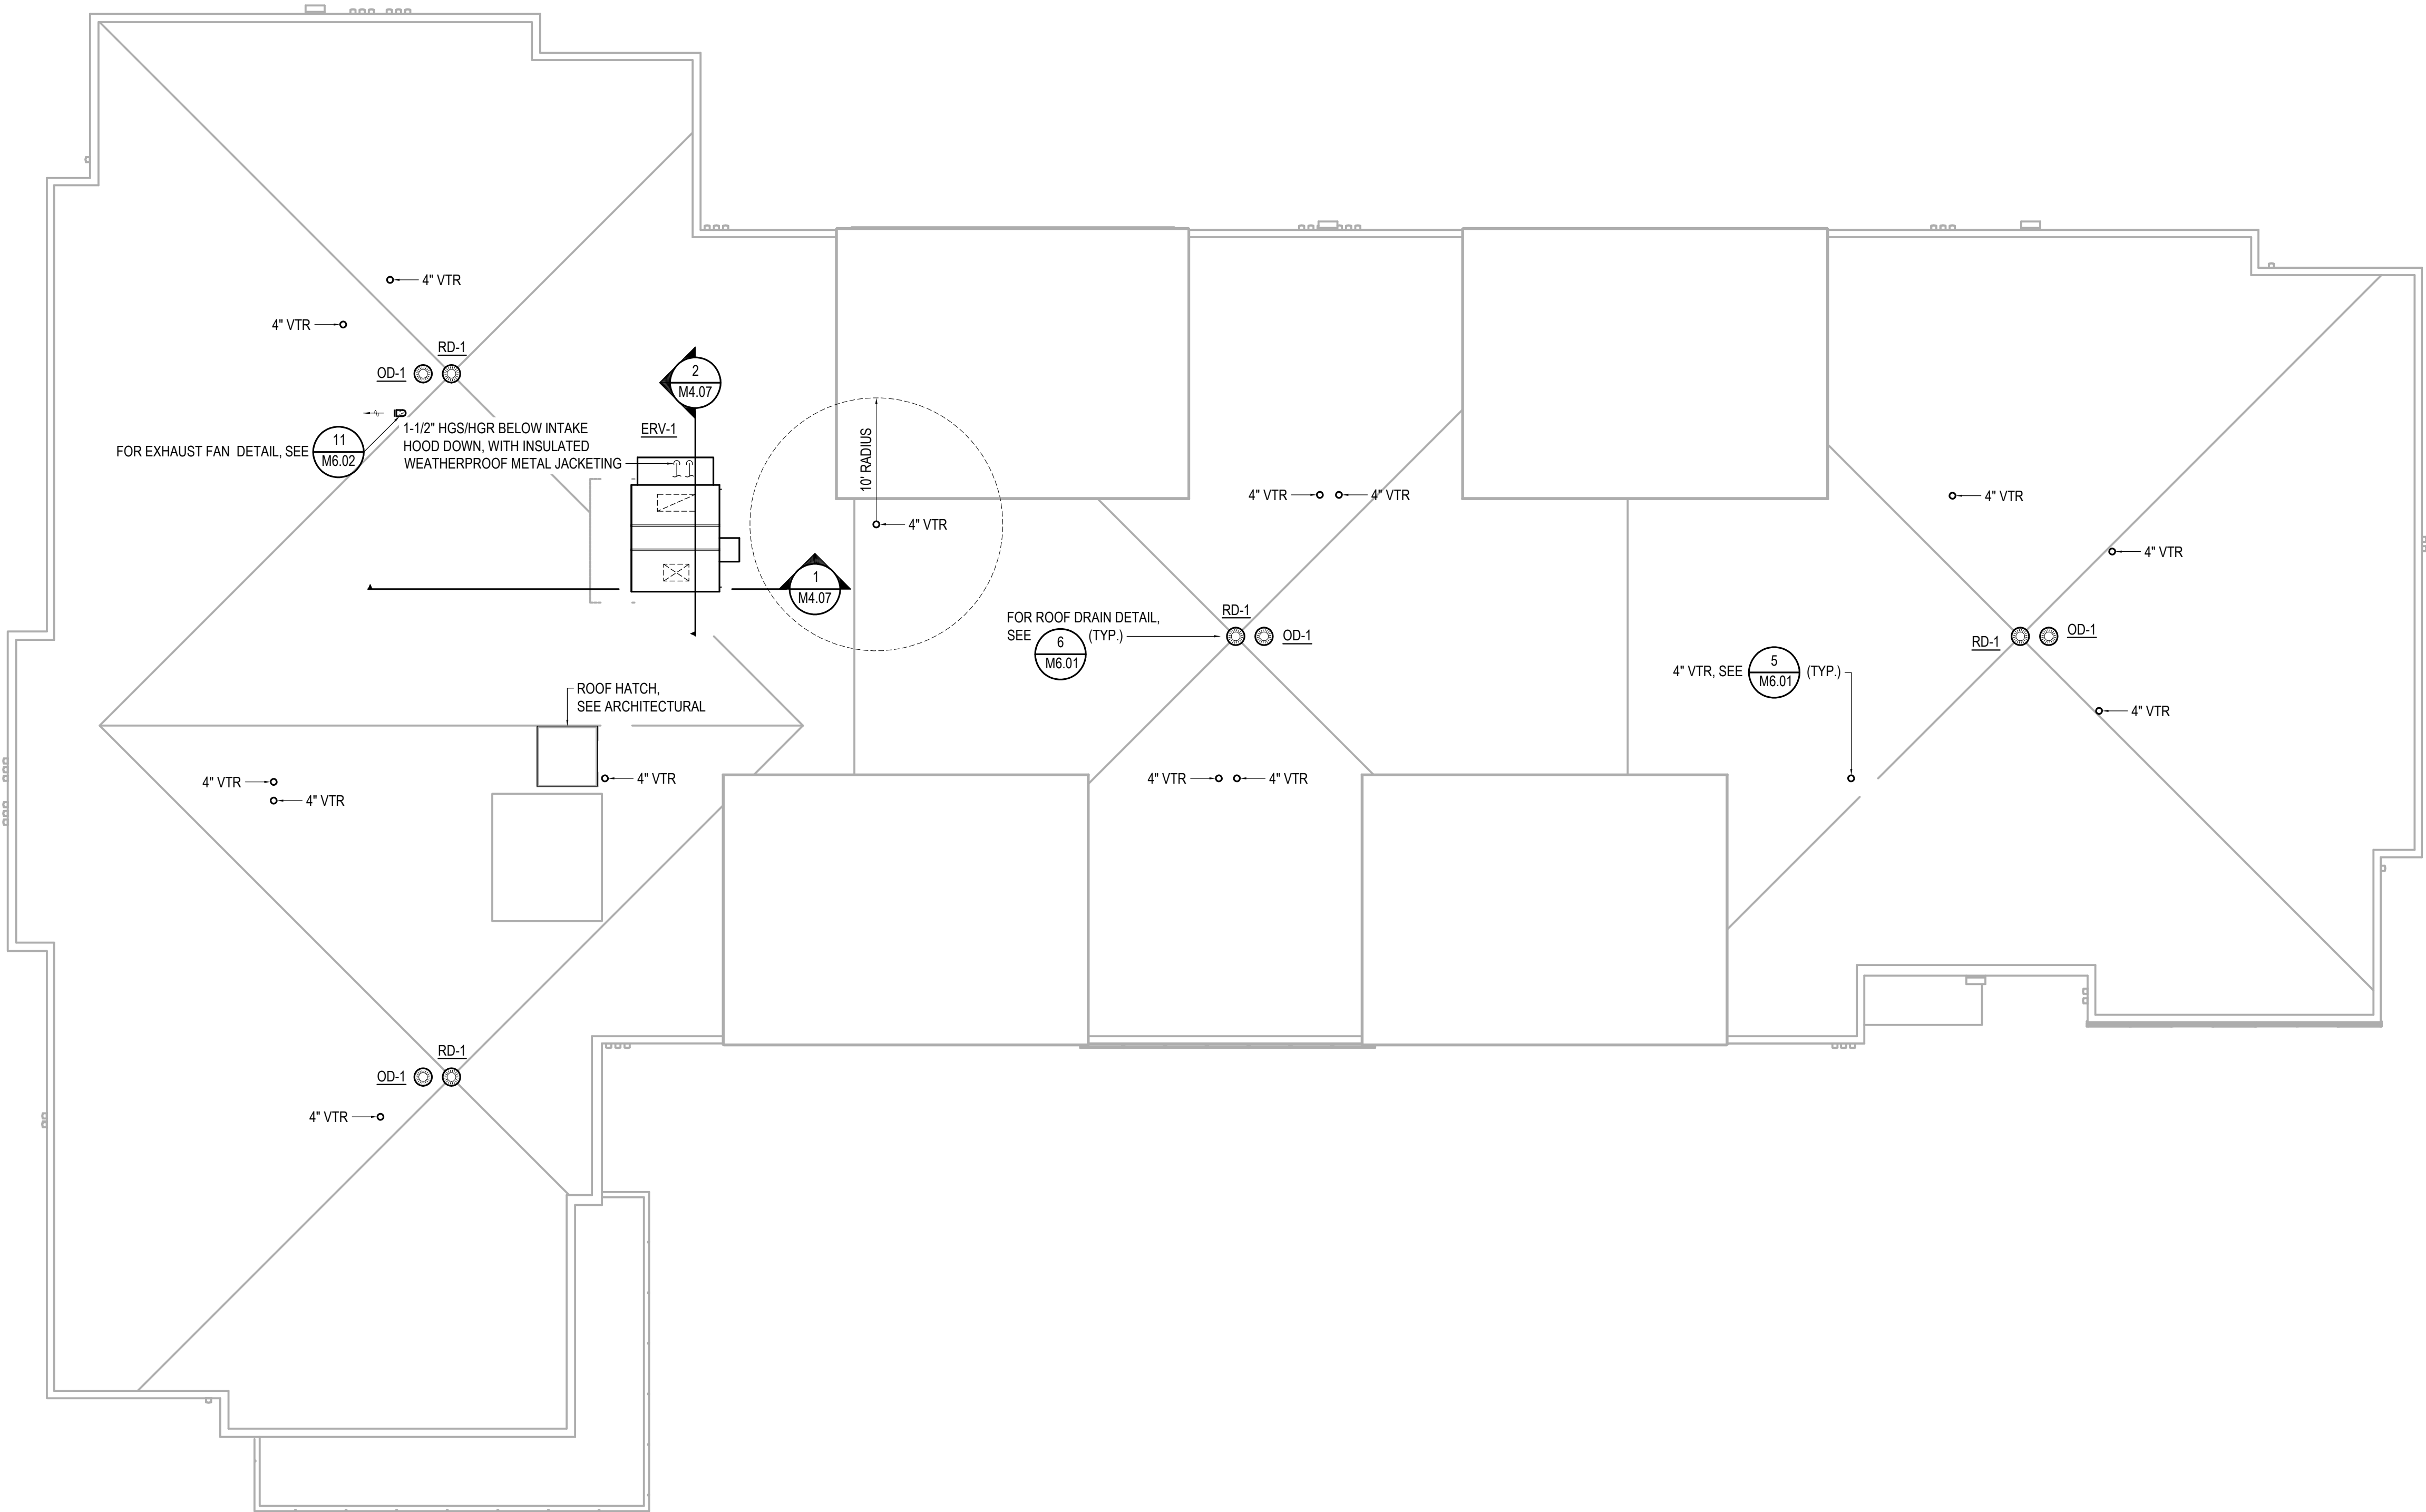 4" VTR
4" VTR
RD-1
OD-1
2
M4.07
1-1/2" HGS/HGR BELOW INTAKE
HOOD DOWN, WITH INSULATED
WEATHERPROOF METAL JACKETING
ERV-1
FOR EXHAUST FAN DETAIL, SEE
11
M6.02
10' RADIUS
4" VTR
1
M4.07
4" VTR
4" VTR
4" VTR
4" VTR
FOR ROOF DRAIN DETAIL,
SEE
6
M6.01
(TYP.)
RD-1
OD-1
RD-1
OD-1
4" VTR, SEE
5
M6.01
(TYP.)
4" VTR
ROOF HATCH,
SEE ARCHITECTURAL
4" VTR
4" VTR
4" VTR
4" VTR
4" VTR
RD-1
OD-1
4" VTR